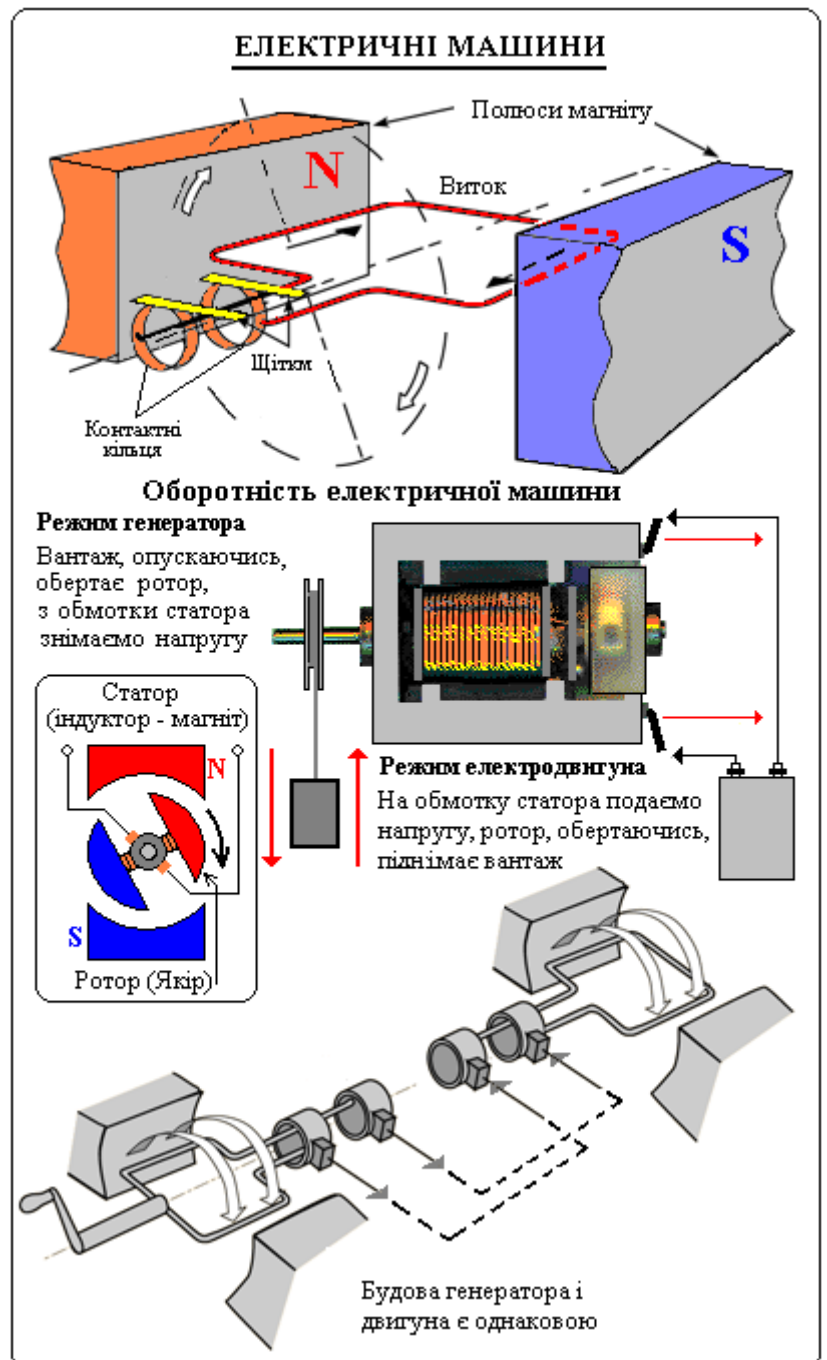 ЕЛЕКТРИЧНІ МАШИНИ
Полюси магніту
N
Виток
S
Щіткм
Контактні
кільця
Оборотність електричної машини
Режим генератора
Вантаж, опускаючись,
обертає ротор,
з обмотки статора
знімаємо напругу
Статор
(індуктор - магніт)
N
S
Ротор (Якір)
Режим електродвигуна
На обмотку статора подаємо
напругу, ротор, обертаючись,
піднімає вантаж
Будова генератора і
двигуна є однаковою